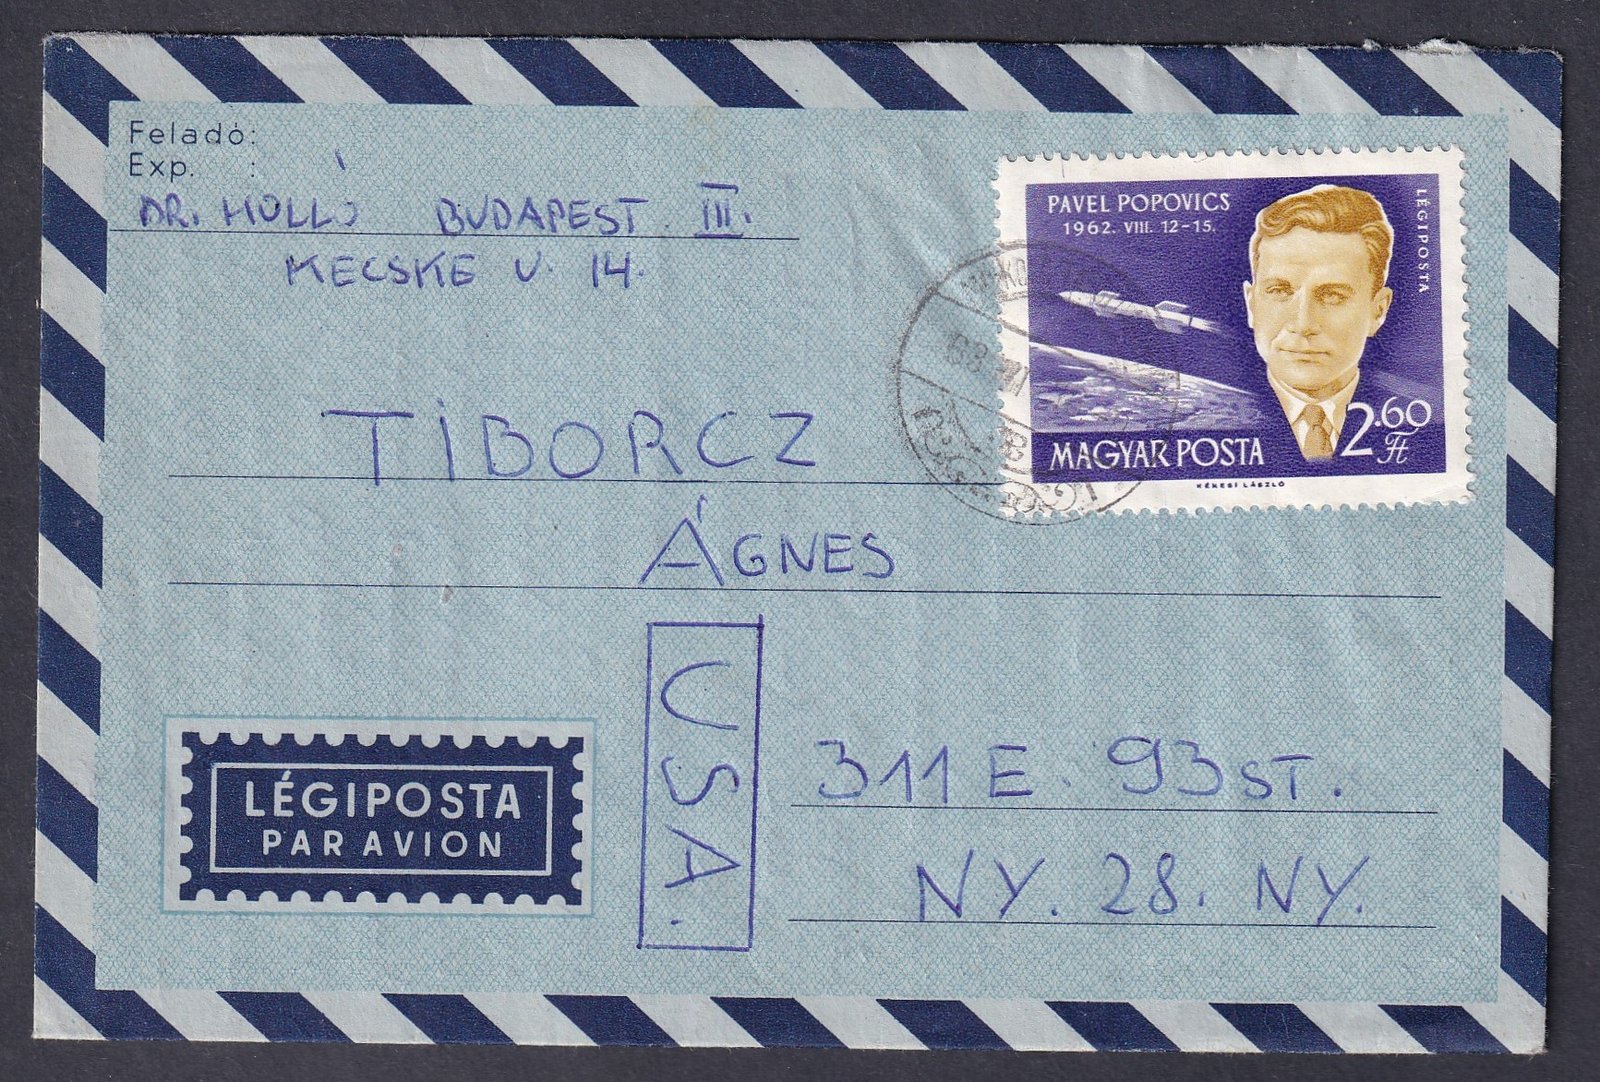 Feladó:
Exp. :
DR. HOLLÓ BUDAPEST III.
KECSKE U. 14.
PAVEL POPOVICS
1962. VIII. 12-15.
LÉGIPOSTA
MAGYAR POSTA
2.60 Ft
KÉKESI LÁSZLÓ
TIBORCZ
ÁGNES
USA.
LÉGIPOSTA
PAR AVION
311 E. 93 ST.
NY. 28. NY.